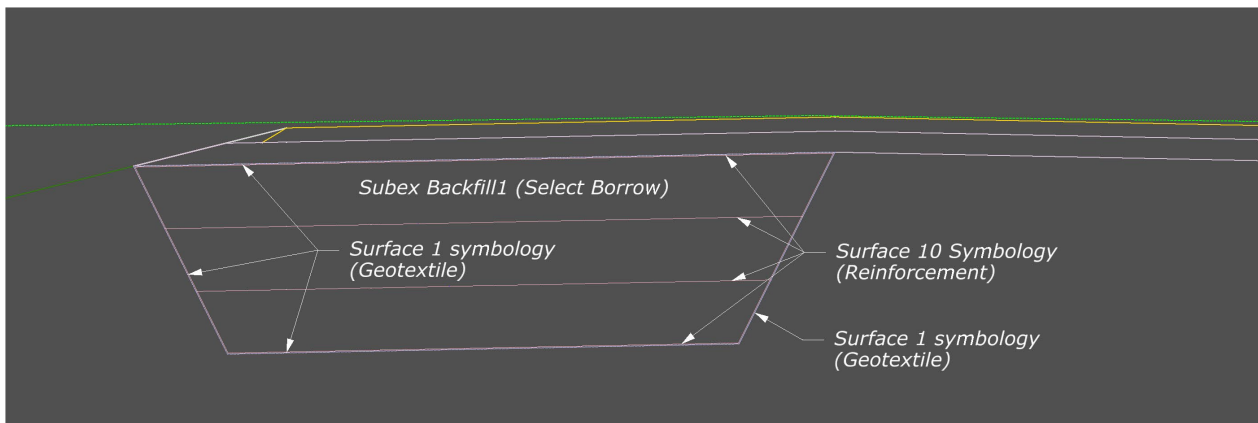 Subex Backfill1 (Select Borrow)
Surface 1 symbology
(Geotextile)
Surface 10 Symbology
(Reinforcement)
Surface 1 symbology
(Geotextile)